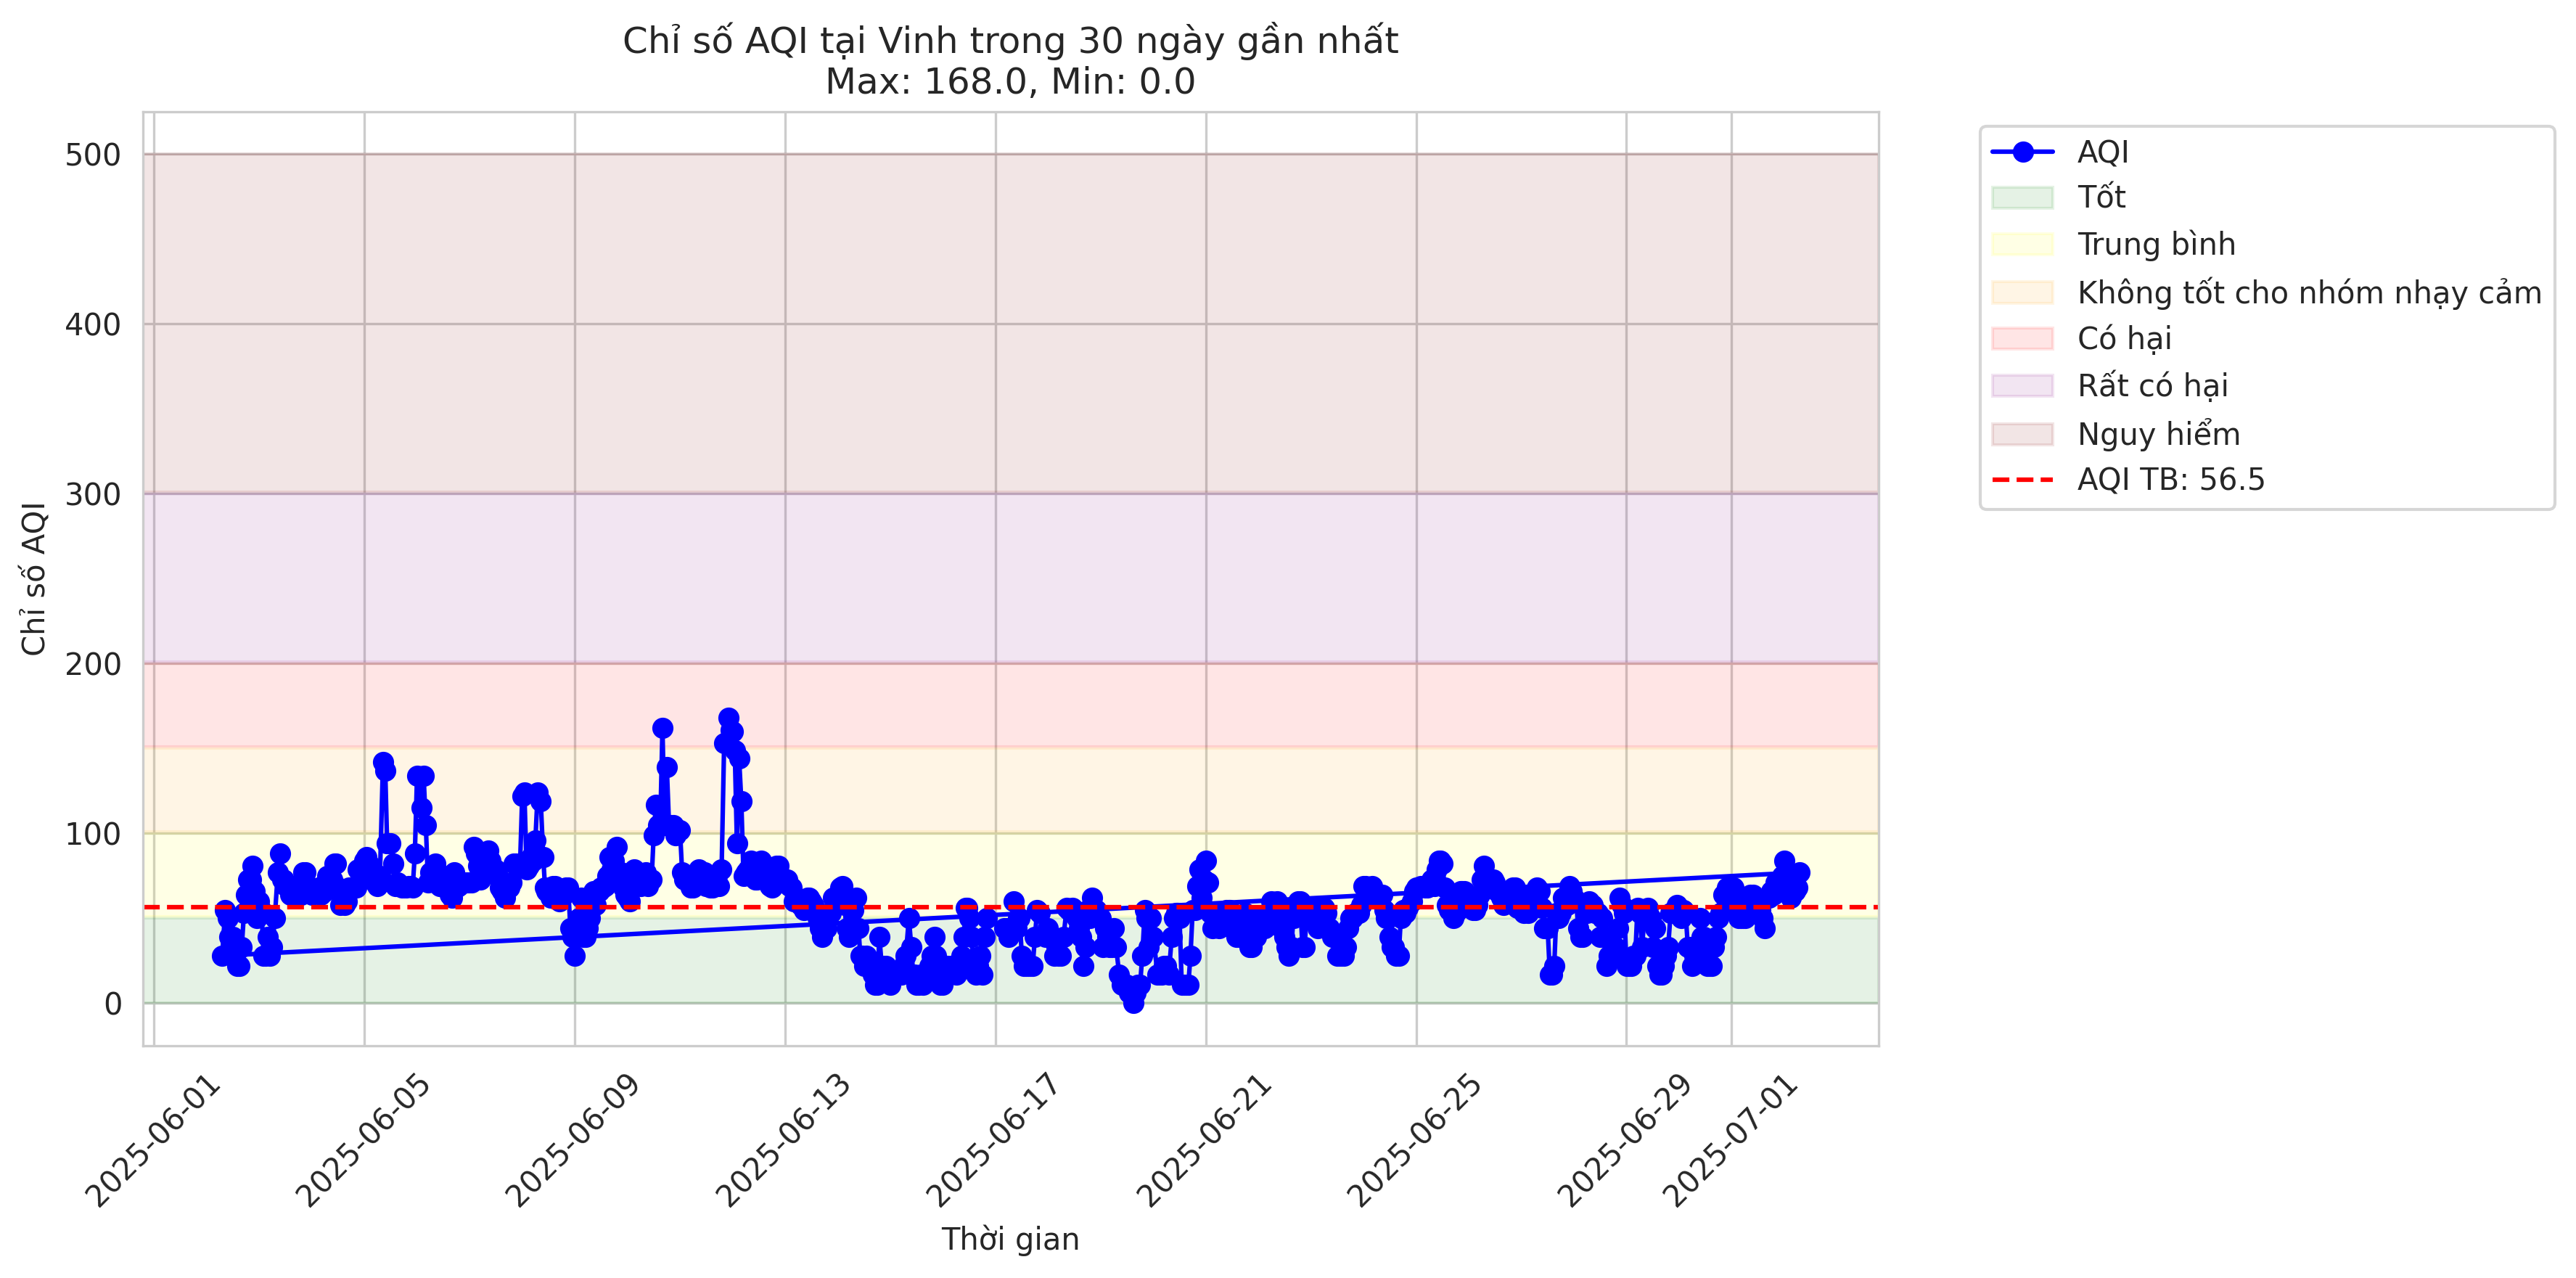 Chỉ số AQI tại Vinh trong 30 ngày gần nhất
Max: 168.0, Min: 0.0
Chỉ số AQI
500
400
300
200
100
0
2025-06-01
2025-06-05
2025-06-09
2025-06-13
2025-06-17
2025-06-21
2025-06-25
2025-06-29
2025-07-01
Thời gian
AQI
Tốt
Trung bình
Không tốt cho nhóm nhạy cảm
Có hại
Rất có hại
Nguy hiểm
AQI TB: 56.5